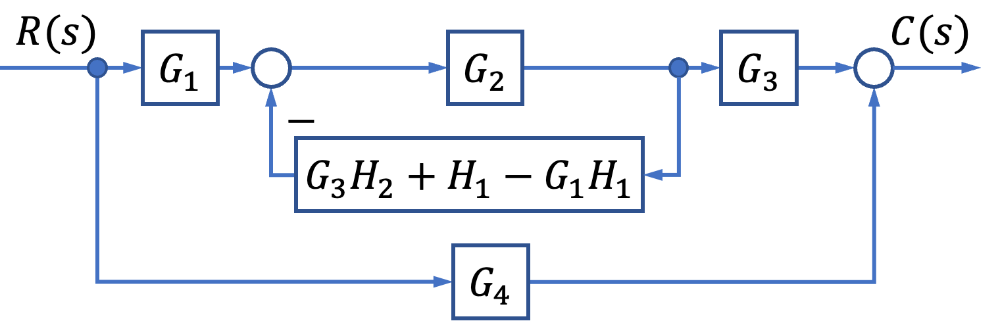 R(s)
G₁
G₂
G₃
C(s)
−
G₃H₂ + H₁ − G₁H₁
G₄